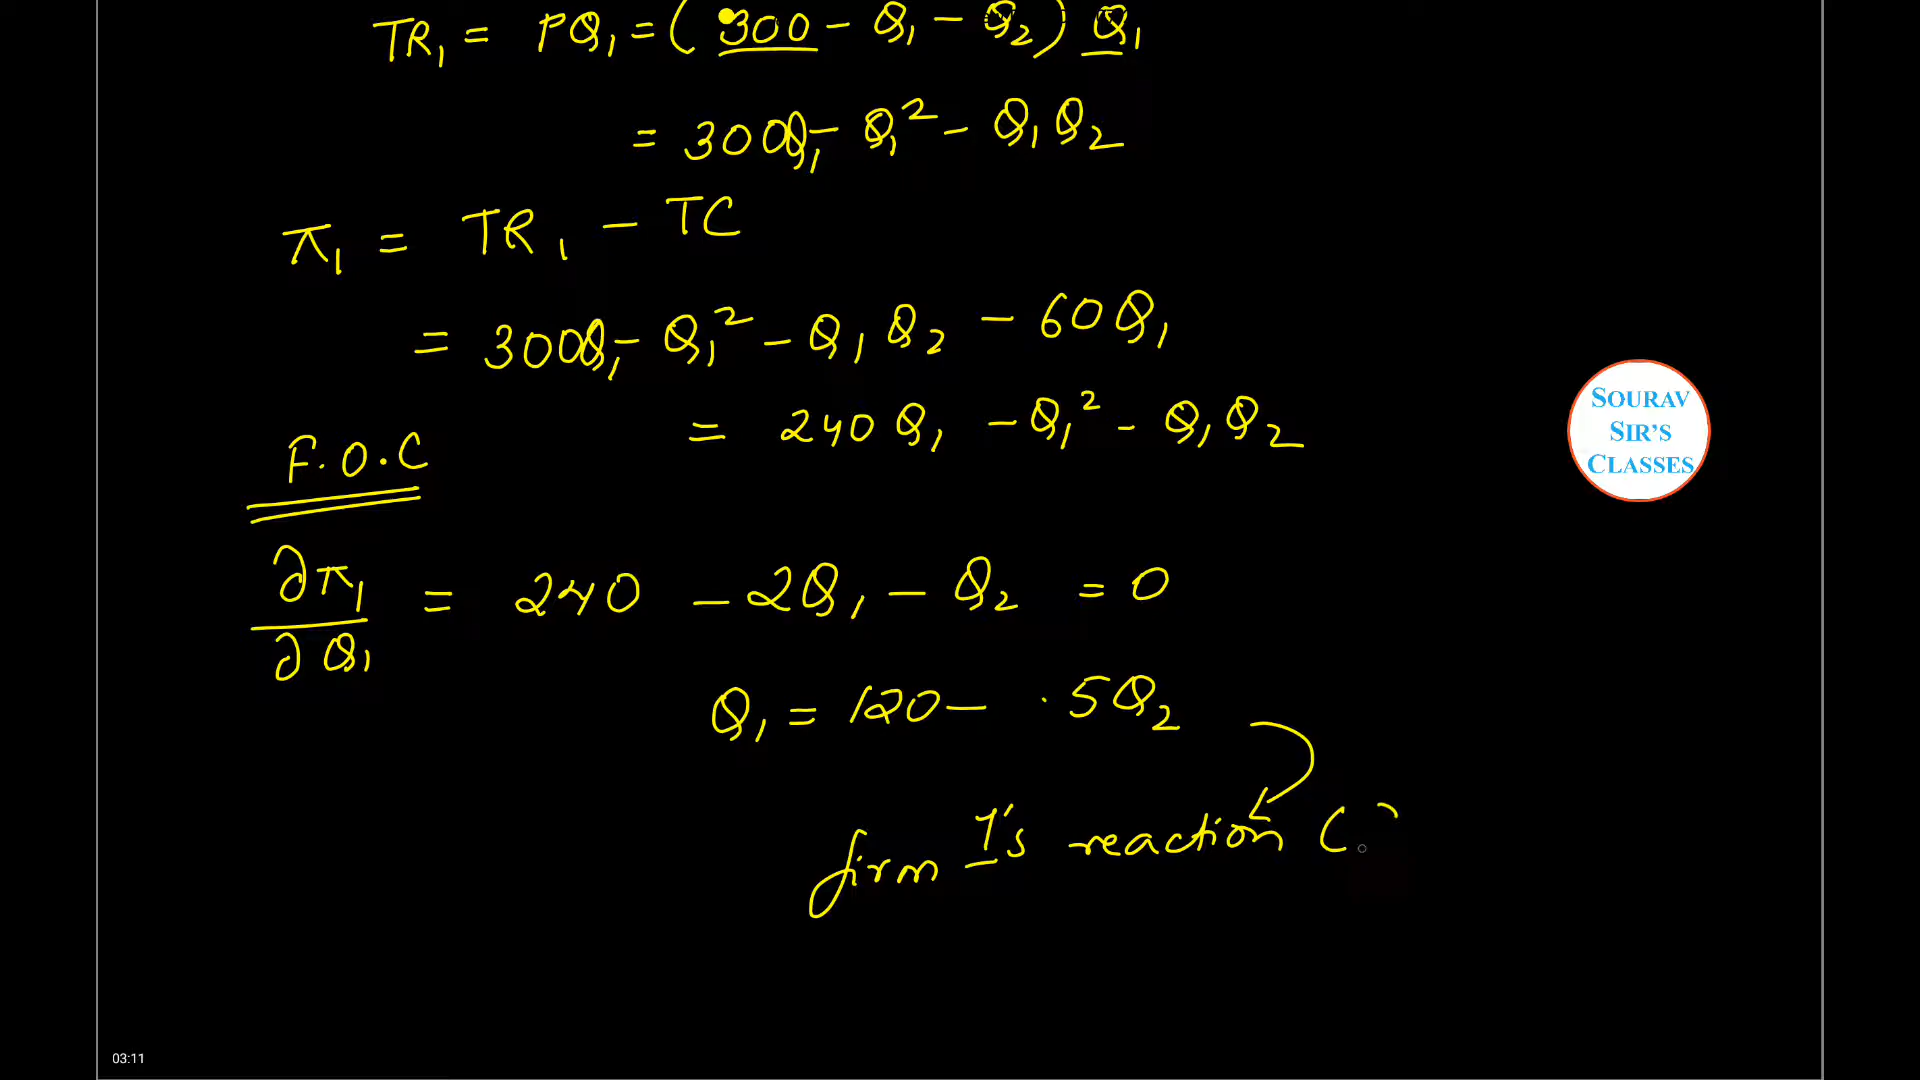 TR₁ = PQ₁ = (300 - Q₁ - Q₂) Q₁
= 300Q₁ - Q₁² - Q₁Q₂
π₁ = TR₁ - TC
= 300Q₁ - Q₁² - Q₁Q₂ - 60Q₁
= 240Q₁ - Q₁² - Q₁Q₂
F.O.C
∂π₁/∂Q₁ = 240 - 2Q₁ - Q₂ = 0
Q₁ = 120 - .5Q₂
firm 1's reaction (
SOURAV
SIR'S
CLASSES
03:11